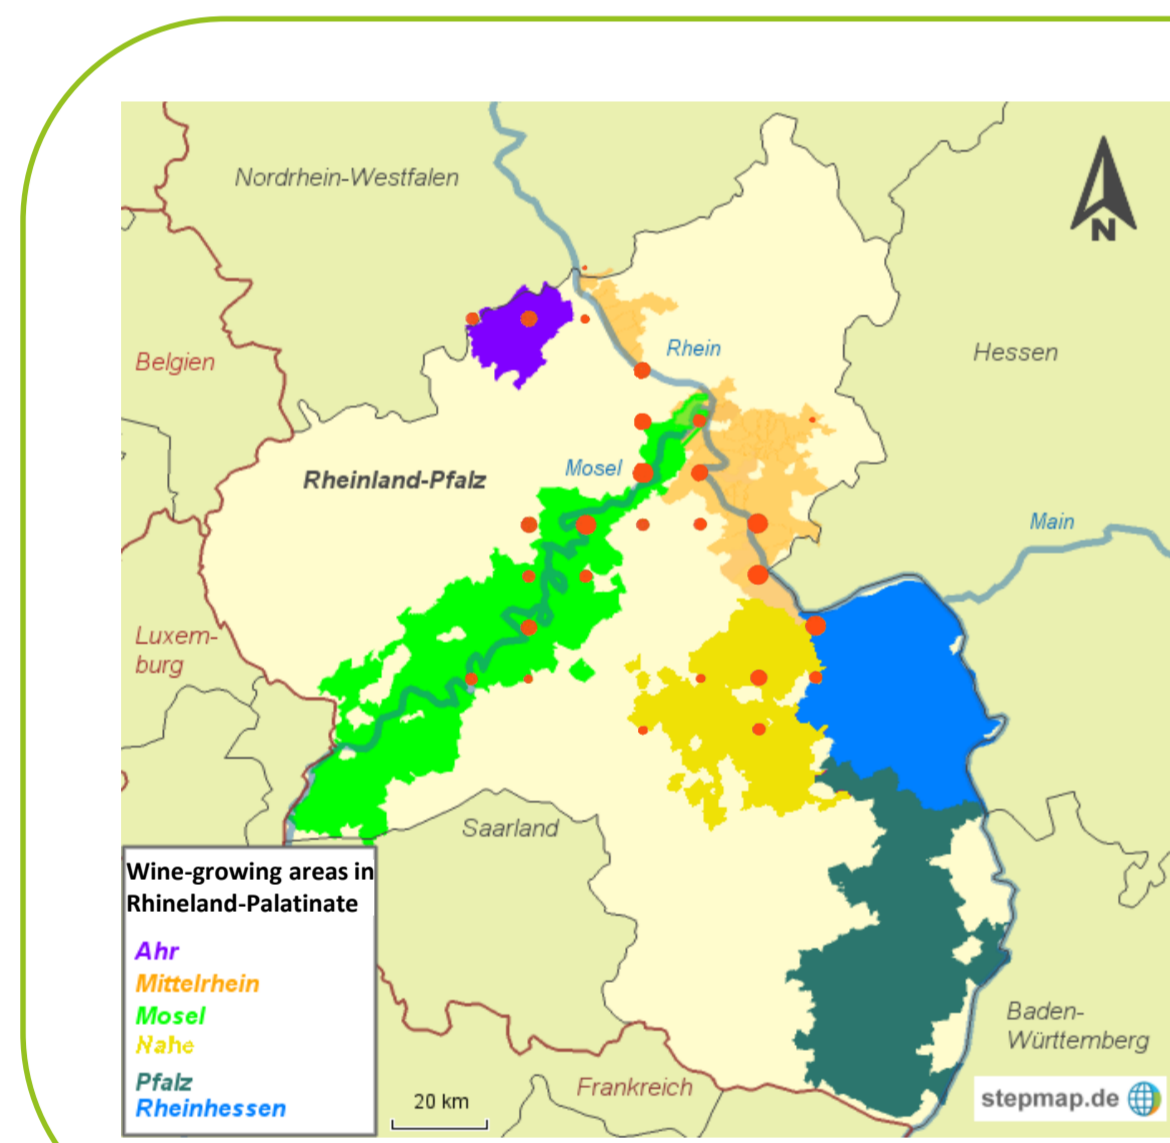 Nordrhein-Westfalen
N
Belgien
Rhein
Hessen
Rheinland-Pfalz
Mosel
Main
Luxem-
burg
Saarland
Wine-growing areas in
Rhineland-Palatinate
Ahr
Mittelrhein
Mosel
Nahe
Pfalz
Rheinhessen
20 km
Frankreich
Baden-
Württemberg
stepmap.de